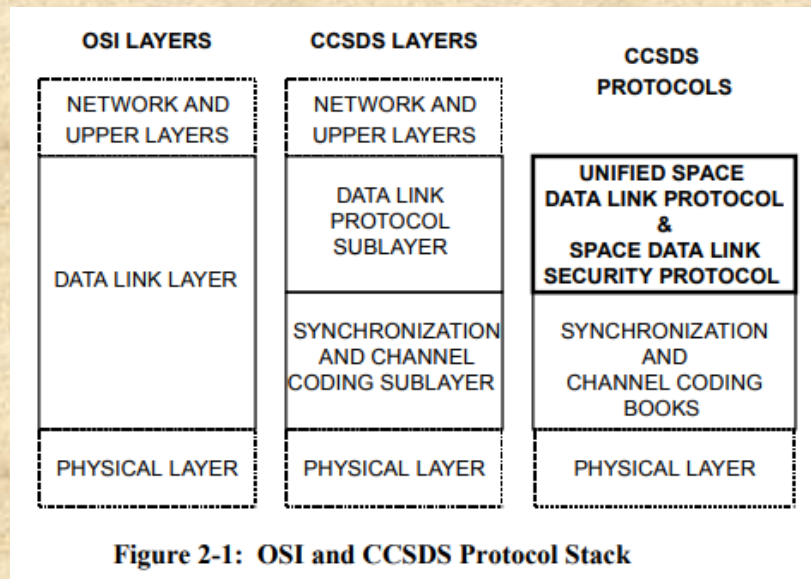 OSI LAYERS
NETWORK AND
UPPER LAYERS
DATA LINK LAYER
PHYSICAL LAYER
CCSDS LAYERS
NETWORK AND
UPPER LAYERS
DATA LINK
PROTOCOL
SUBLAYER
SYNCHRONIZATION
AND CHANNEL
CODING SUBLAYER
PHYSICAL LAYER
CCSDS
PROTOCOLS
UNIFIED SPACE
DATA LINK PROTOCOL
&
SPACE DATA LINK
SECURITY PROTOCOL
SYNCHRONIZATION
AND
CHANNEL CODING
BOOKS
PHYSICAL LAYER
Figure 2-1: OSI and CCSDS Protocol Stack